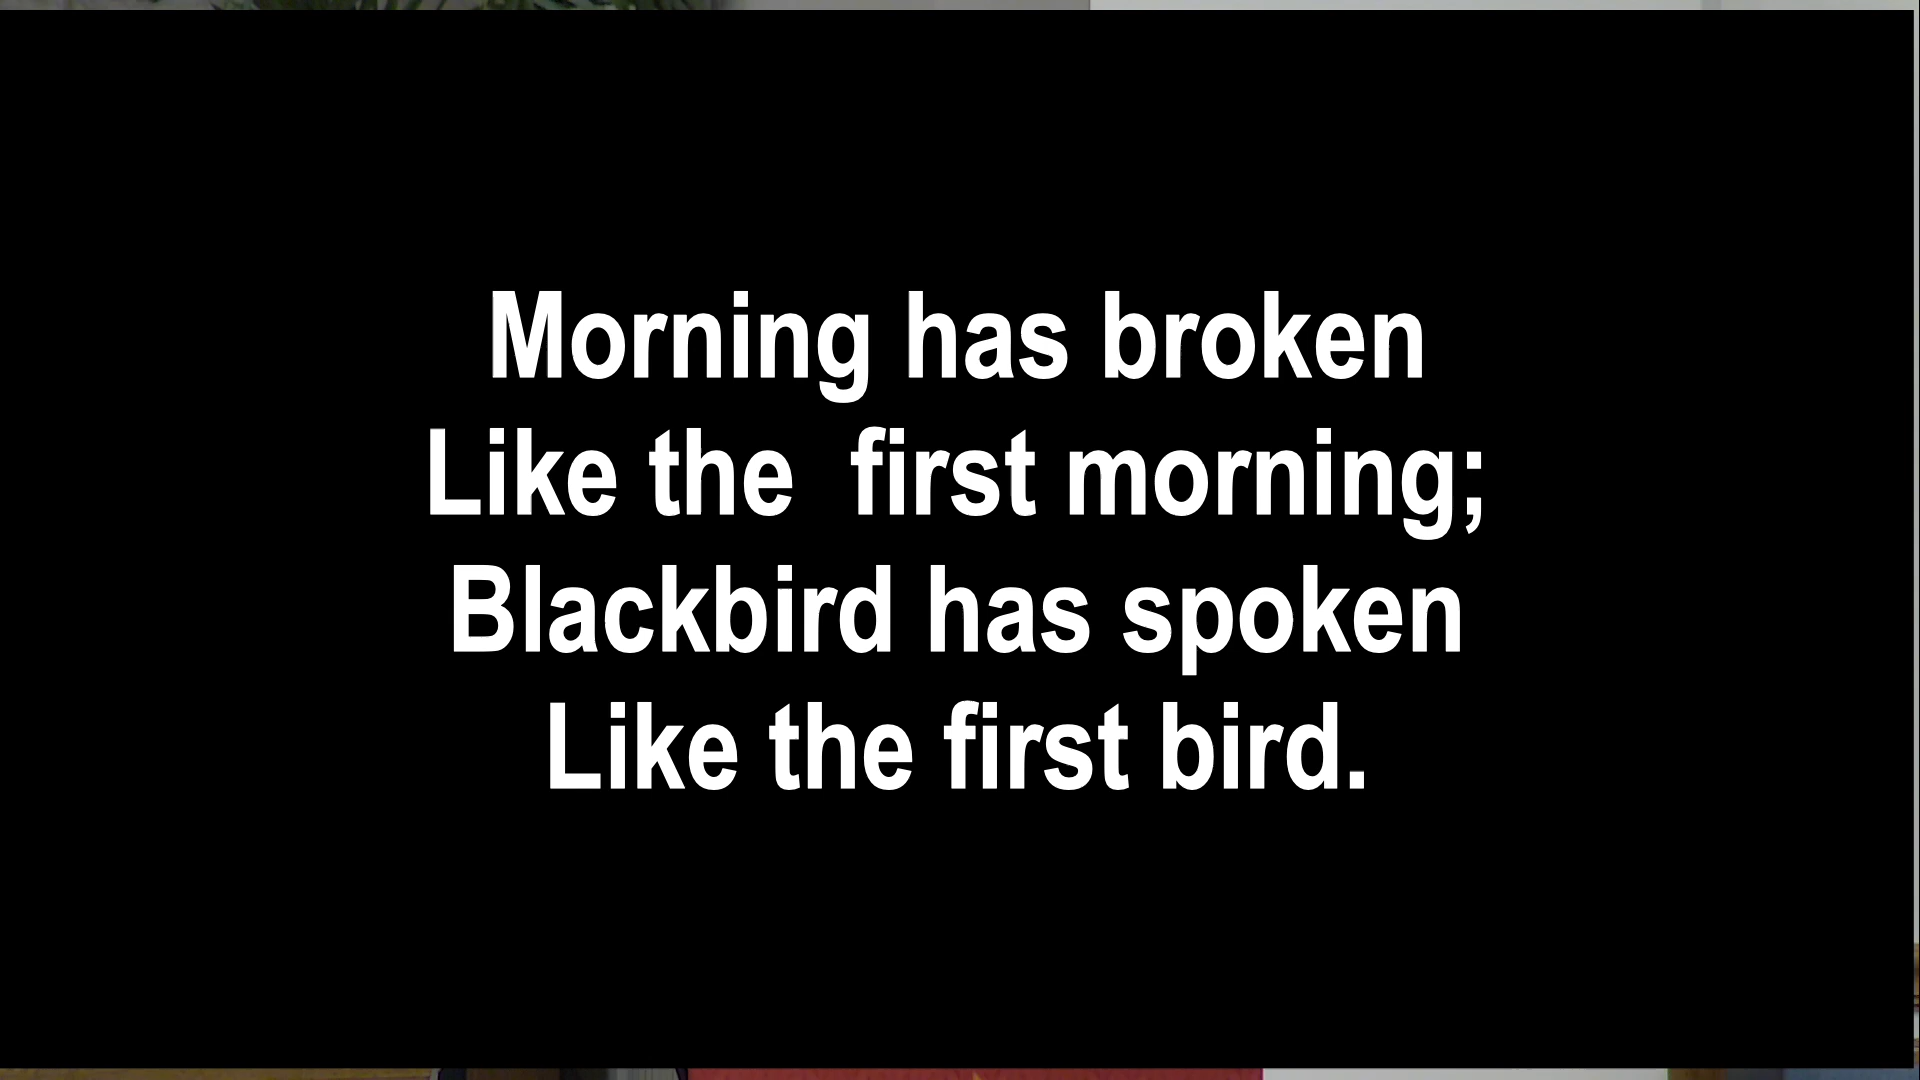 Morning has broken
Like the  first morning;
Blackbird has spoken
Like the first bird.